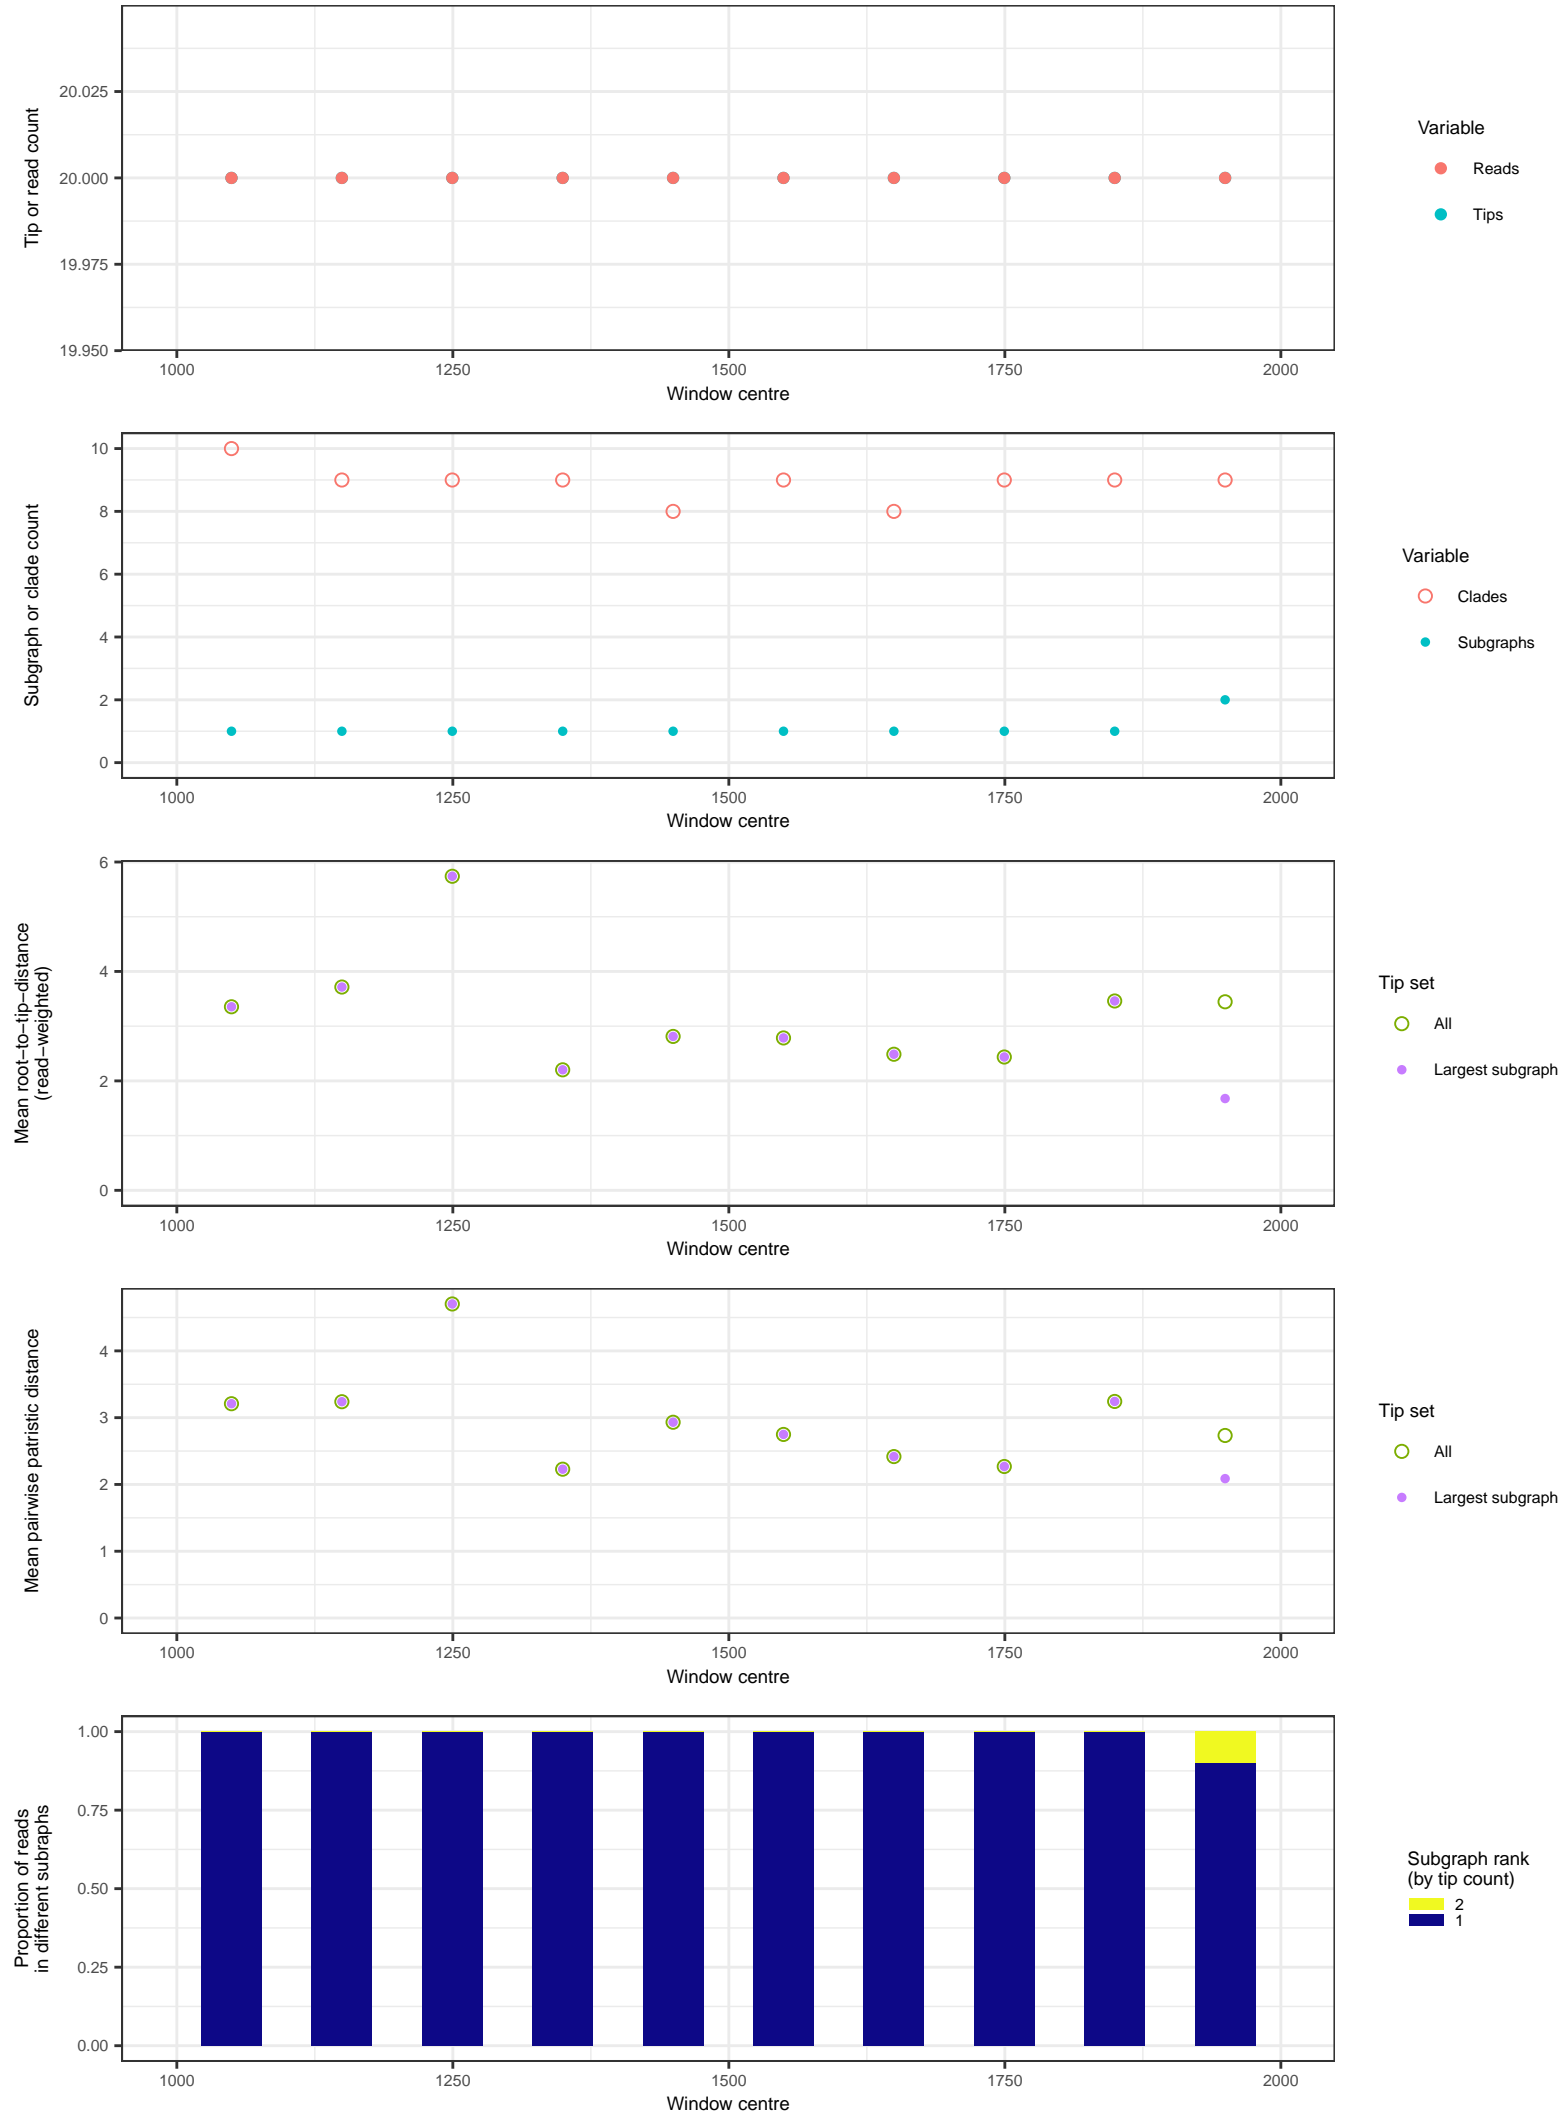 Tip or read count
20.025
20.000
19.975
19.950
1000 1250 1500 1750 2000
Window centre
Variable
Reads
Tips
Subgraph or clade count
10
8
6
4
2
0
1000 1250 1500 1750 2000
Window centre
Variable
Clades
Subgraphs
Mean root−to−tip−distance
(read−weighted)
6
4
2
0
1000 1250 1500 1750 2000
Window centre
Tip set
All
Largest subgraph
Mean pairwise patristic distance
4
3
2
1
0
1000 1250 1500 1750 2000
Window centre
Tip set
All
Largest subgraph
Proportion of reads
in different subraphs
1.00
0.75
0.50
0.25
0.00
1000 1250 1500 1750 2000
Window centre
Subgraph rank
(by tip count)
2
1